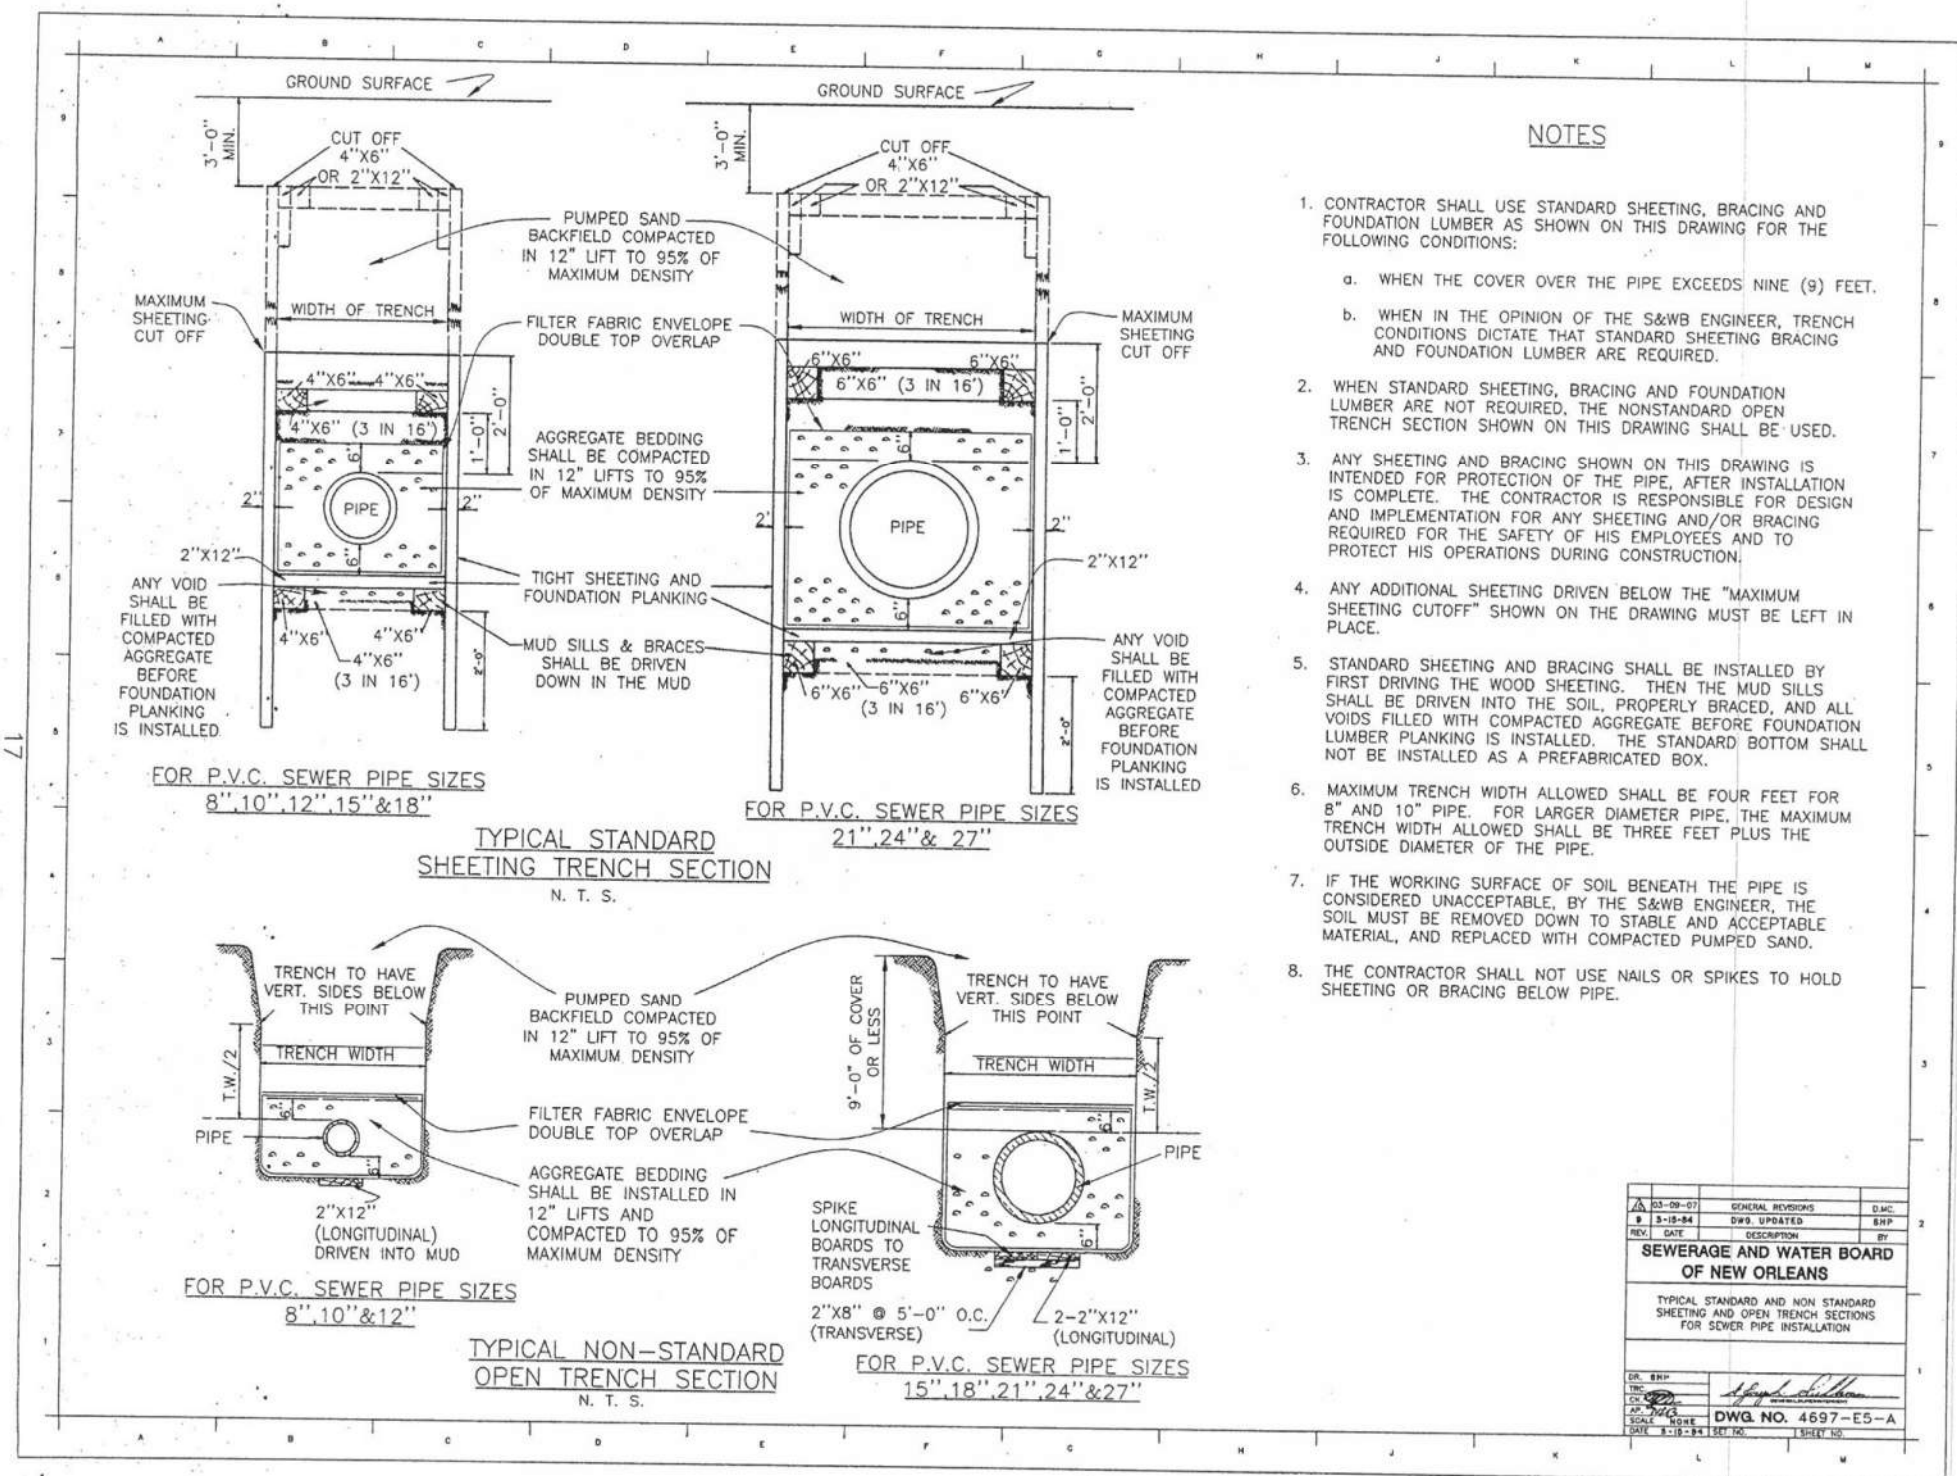 GROUND SURFACE
3'-0"
MIN.
CUT OFF
4"X6"
OR 2"X12"
GROUND SURFACE
3'-0"
MIN.
CUT OFF
4"X6"
OR 2"X12"
PUMPED SAND
BACKFIELD COMPACTED
IN 12" LIFT TO 95% OF
MAXIMUM DENSITY
MAXIMUM
SHEETING
CUT OFF
WIDTH OF TRENCH
FILTER FABRIC ENVELOPE
DOUBLE TOP OVERLAP
WIDTH OF TRENCH
MAXIMUM
SHEETING
CUT OFF
4"X6" 4"X6"
4"X6" (3 IN 16')
1'-0"
2'-0"
6"X6" 6"X6"
6"X6" (3 IN 16')
1'-0"
2'-0"
AGGREGATE BEDDING
SHALL BE COMPACTED
IN 12" LIFTS TO 95%
OF MAXIMUM DENSITY
6"
2" PIPE 2"
6"
6"
2' PIPE 2"
6"
2"X12"
2"X12"
ANY VOID
SHALL BE
FILLED WITH
COMPACTED
AGGREGATE
BEFORE
FOUNDATION
PLANKING
IS INSTALLED
TIGHT SHEETING AND
FOUNDATION PLANKING
4"X6" 4"X6"
4"X6"
(3 IN 16')
2'-0"
MUD SILLS & BRACES
SHALL BE DRIVEN
DOWN IN THE MUD
6"X6" 6"X6" 6"X6'
(3 IN 16')
2'-0"
ANY VOID
SHALL BE
FILLED WITH
COMPACTED
AGGREGATE
BEFORE
FOUNDATION
PLANKING
IS INSTALLED
FOR P.V.C. SEWER PIPE SIZES
8",10",12",15"&18"
FOR P.V.C. SEWER PIPE SIZES
21",24"& 27"
TYPICAL STANDARD
SHEETING TRENCH SECTION
N. T. S.
17
TRENCH TO HAVE
VERT. SIDES BELOW
THIS POINT
TRENCH WIDTH
T.W./2
6"
PIPE
6"
2"X12"
(LONGITUDINAL)
DRIVEN INTO MUD
PUMPED SAND
BACKFIELD COMPACTED
IN 12" LIFT TO 95% OF
MAXIMUM DENSITY
FILTER FABRIC ENVELOPE
DOUBLE TOP OVERLAP
AGGREGATE BEDDING
SHALL BE INSTALLED IN
12" LIFTS AND
COMPACTED TO 95% OF
MAXIMUM DENSITY
9'-0" OF COVER
OR LESS
TRENCH TO HAVE
VERT. SIDES BELOW
THIS POINT
TRENCH WIDTH
T.W./2
6"
PIPE
6"
SPIKE
LONGITUDINAL
BOARDS TO
TRANSVERSE
BOARDS
2"X8" @ 5'-0" O.C.
(TRANSVERSE)
2-2"X12"
(LONGITUDINAL)
FOR P.V.C. SEWER PIPE SIZES
8",10"&12"
FOR P.V.C. SEWER PIPE SIZES
15",18",21",24"&27"
TYPICAL NON-STANDARD
OPEN TRENCH SECTION
N. T. S.
NOTES
1. CONTRACTOR SHALL USE STANDARD SHEETING, BRACING AND
FOUNDATION LUMBER AS SHOWN ON THIS DRAWING FOR THE
FOLLOWING CONDITIONS:
a. WHEN THE COVER OVER THE PIPE EXCEEDS NINE (9) FEET.
b. WHEN IN THE OPINION OF THE S&WB ENGINEER, TRENCH
CONDITIONS DICTATE THAT STANDARD SHEETING BRACING
AND FOUNDATION LUMBER ARE REQUIRED.
2. WHEN STANDARD SHEETING, BRACING AND FOUNDATION
LUMBER ARE NOT REQUIRED, THE NONSTANDARD OPEN
TRENCH SECTION SHOWN ON THIS DRAWING SHALL BE USED.
3. ANY SHEETING AND BRACING SHOWN ON THIS DRAWING IS
INTENDED FOR PROTECTION OF THE PIPE, AFTER INSTALLATION
IS COMPLETE. THE CONTRACTOR IS RESPONSIBLE FOR DESIGN
AND IMPLEMENTATION FOR ANY SHEETING AND/OR BRACING
REQUIRED FOR THE SAFETY OF HIS EMPLOYEES AND TO
PROTECT HIS OPERATIONS DURING CONSTRUCTION.
4. ANY ADDITIONAL SHEETING DRIVEN BELOW THE "MAXIMUM
SHEETING CUTOFF" SHOWN ON THE DRAWING MUST BE LEFT IN
PLACE.
5. STANDARD SHEETING AND BRACING SHALL BE INSTALLED BY
FIRST DRIVING THE WOOD SHEETING. THEN THE MUD SILLS
SHALL BE DRIVEN INTO THE SOIL, PROPERLY BRACED, AND ALL
VOIDS FILLED WITH COMPACTED AGGREGATE BEFORE FOUNDATION
LUMBER PLANKING IS INSTALLED. THE STANDARD BOTTOM SHALL
NOT BE INSTALLED AS A PREFABRICATED BOX.
6. MAXIMUM TRENCH WIDTH ALLOWED SHALL BE FOUR FEET FOR
8" AND 10" PIPE. FOR LARGER DIAMETER PIPE, THE MAXIMUM
TRENCH WIDTH ALLOWED SHALL BE THREE FEET PLUS THE
OUTSIDE DIAMETER OF THE PIPE.
7. IF THE WORKING SURFACE OF SOIL BENEATH THE PIPE IS
CONSIDERED UNACCEPTABLE, BY THE S&WB ENGINEER, THE
SOIL MUST BE REMOVED DOWN TO STABLE AND ACCEPTABLE
MATERIAL, AND REPLACED WITH COMPACTED PUMPED SAND.
8. THE CONTRACTOR SHALL NOT USE NAILS OR SPIKES TO HOLD
SHEETING OR BRACING BELOW PIPE.
03-09-07 GENERAL REVISIONS D.MC.
DWG. UPDATED BHP
REV. DATE DESCRIPTION BY
SEWERAGE AND WATER BOARD
OF NEW ORLEANS
TYPICAL STANDARD AND NON STANDARD
SHEETING AND OPEN TRENCH SECTIONS
FOR SEWER PIPE INSTALLATION
DR. BHP
TRC.
CH.
AP.
SCALE NONE
DWG. NO. 4697-E5-A
DATE SET NO. SHEET NO.